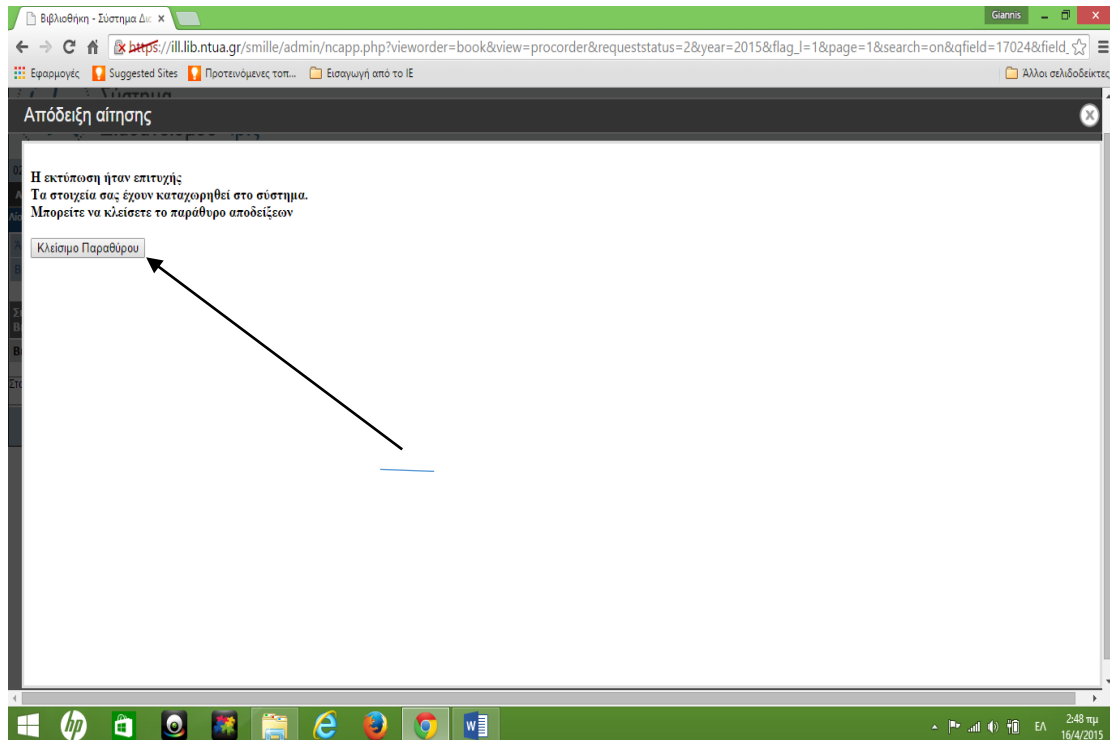 Βιβλιοθήκη - Σύστημα Δια
Giannis
https://ill.lib.ntua.gr/smille/admin/ncapp.php?vieworder=book&view=procorder&requeststatus=2&year=2015&flag_l=1&page=1&search=on&qfield=17024&field_
Εφαρμογές Suggested Sites Προτεινόμενες τοπ... Εισαγωγή από το IE Άλλοι σελιδοδείκτες
Σύστημα
Απόδειξη αίτησης
Η εκτύπωση ήταν επιτυχής
Τα στοιχεία σας έχουν καταχωρηθεί στο σύστημα.
Μπορείτε να κλείσετε το παράθυρο αποδείξεων
Κλείσιμο Παραθύρου
hp
ΕΛ 2:48 πμ
16/4/2015